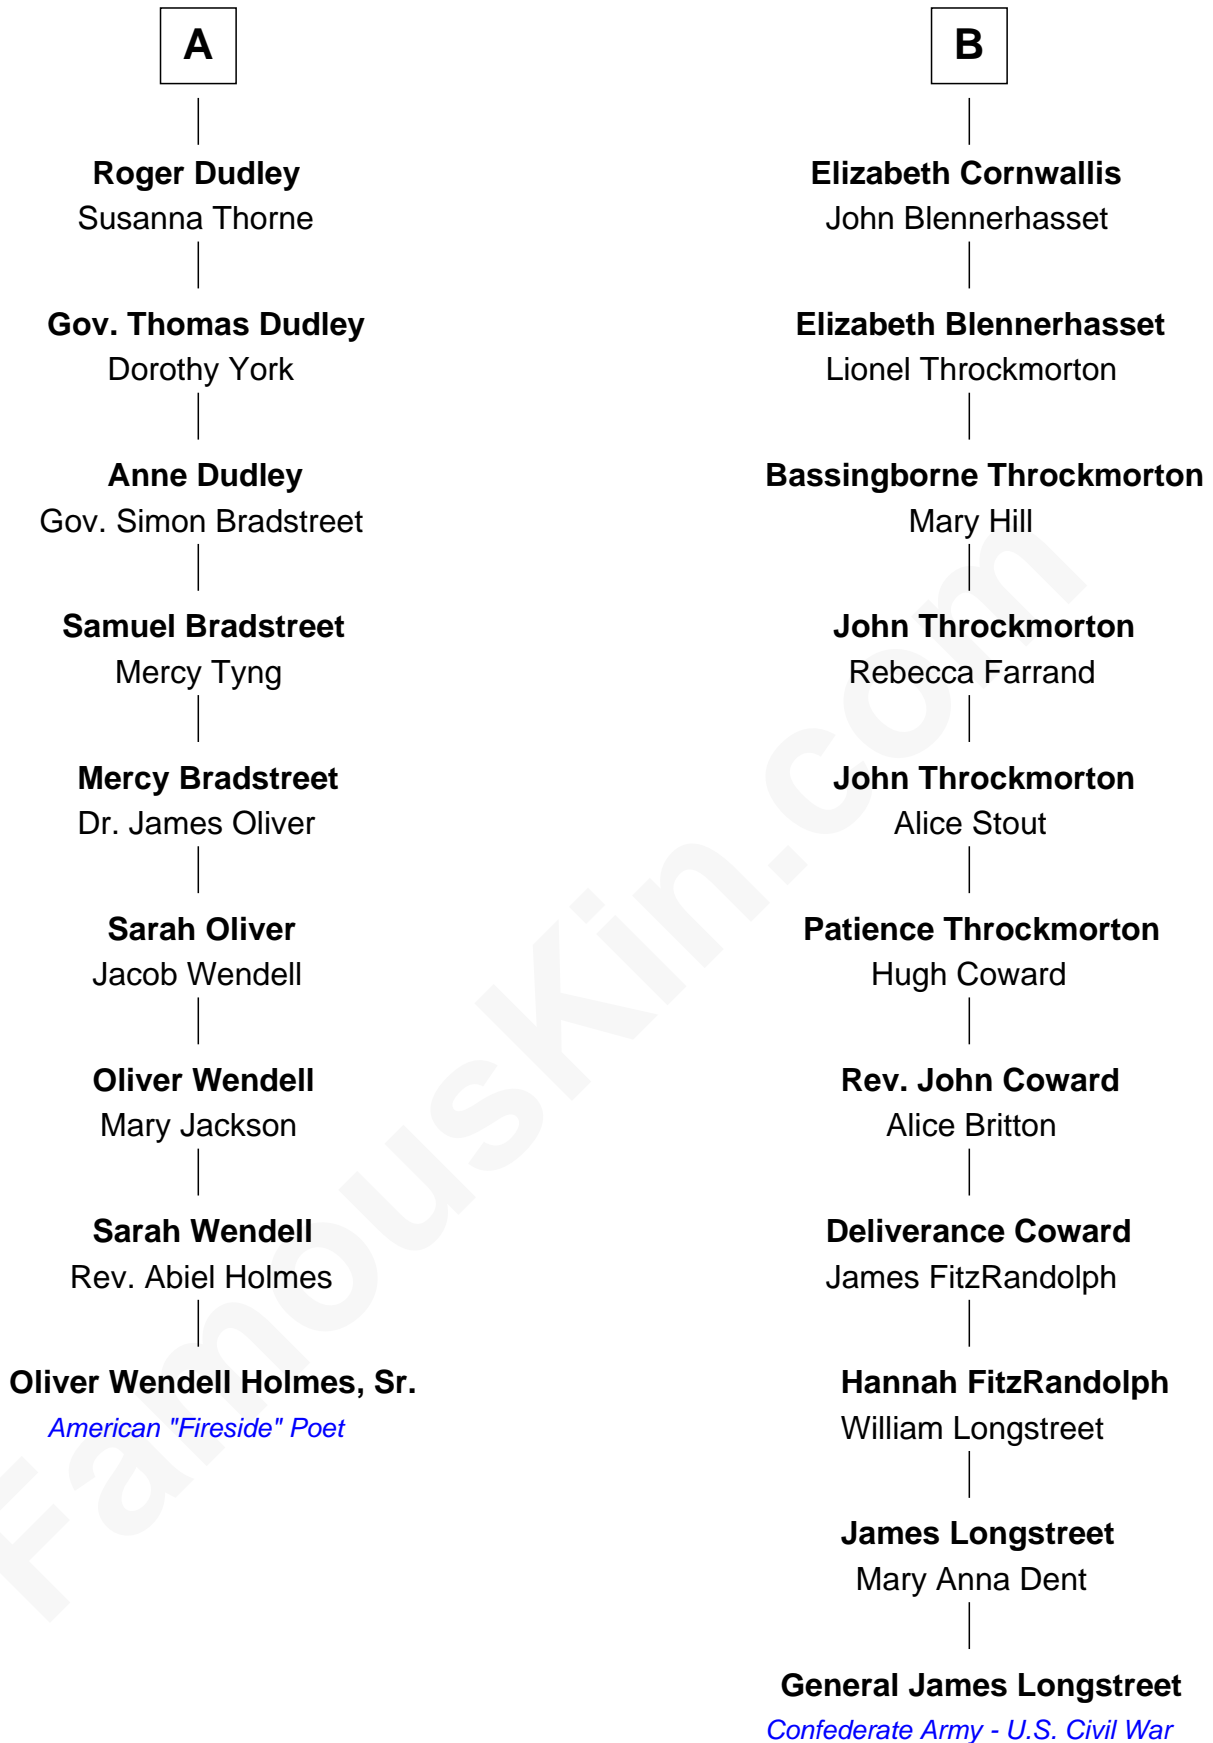 A
Roger Dudley
Susanna Thorne
Gov. Thomas Dudley
Dorothy York
Anne Dudley
Gov. Simon Bradstreet
Samuel Bradstreet
Mercy Tyng
Mercy Bradstreet
Dr. James Oliver
Sarah Oliver
Jacob Wendell
Oliver Wendell
Mary Jackson
Sarah Wendell
Rev. Abiel Holmes
Oliver Wendell Holmes, Sr.
American "Fireside" Poet
B
Elizabeth Cornwallis
John Blennerhasset
Elizabeth Blennerhasset
Lionel Throckmorton
Bassingborne Throckmorton
Mary Hill
John Throckmorton
Rebecca Farrand
John Throckmorton
Alice Stout
Patience Throckmorton
Hugh Coward
Rev. John Coward
Alice Britton
Deliverance Coward
James FitzRandolph
Hannah FitzRandolph
William Longstreet
James Longstreet
Mary Anna Dent
General James Longstreet
Confederate Army - U.S. Civil War
FamousKin.com